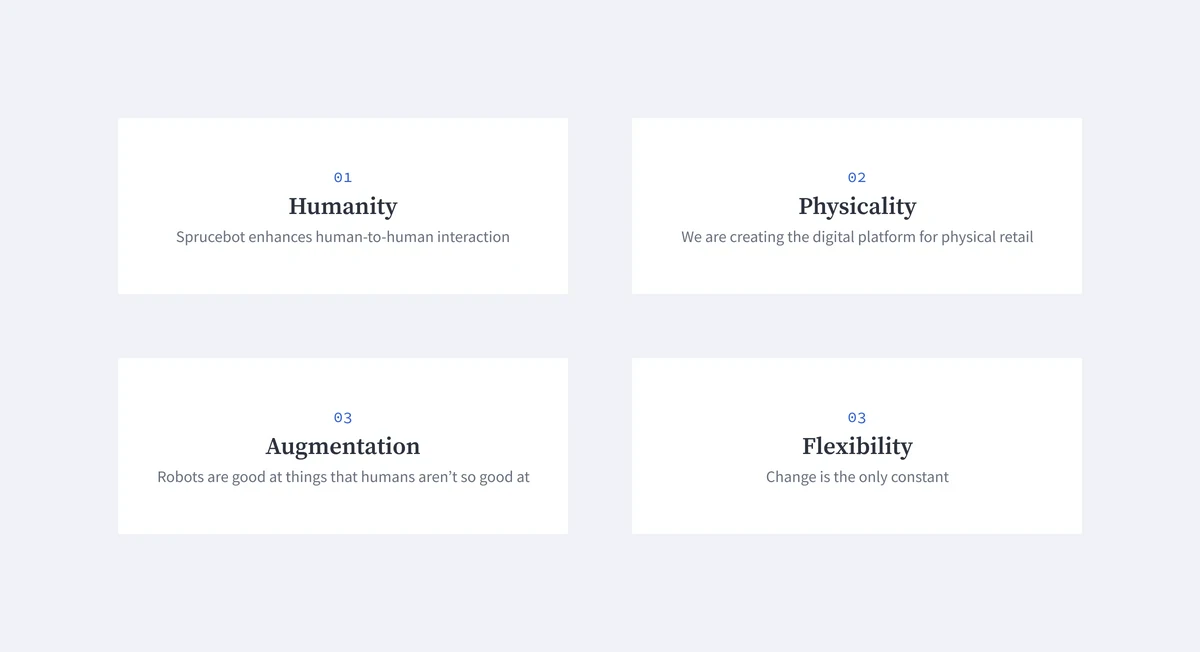 01
Humanity
Sprucebot enhances human-to-human interaction
02
Physicality
We are creating the digital platform for physical retail
03
Augmentation
Robots are good at things that humans aren’t so good at
03
Flexibility
Change is the only constant